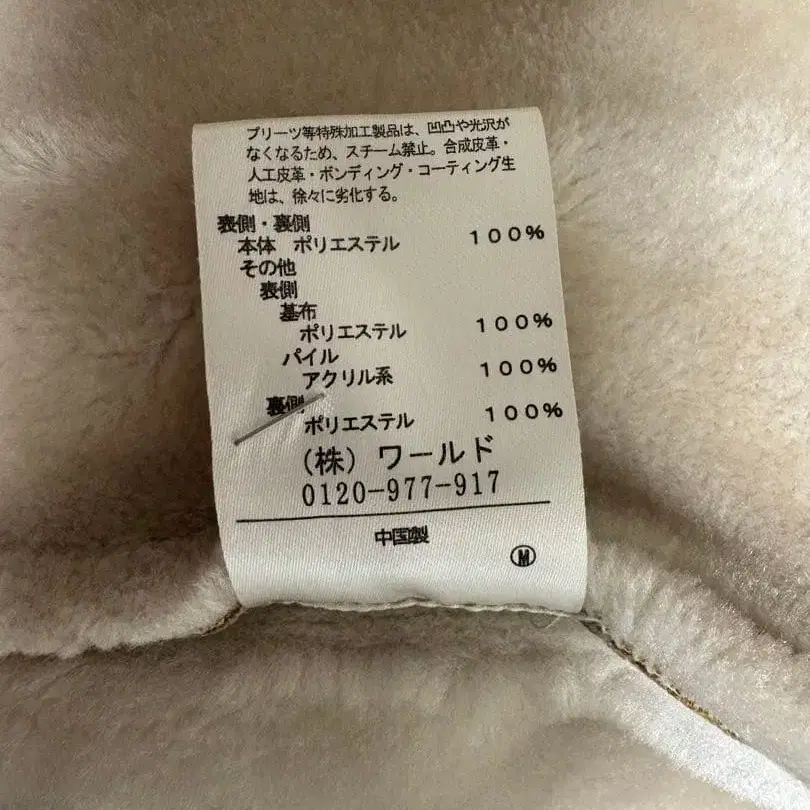 プリーツ等特殊加工製品は、凹凸や光沢が
なくなるため、スチーム禁止。合成皮革・
人工皮革・ボンディング・コーティング生
地は、徐々に劣化する。
表側・裏側
本体 ポリエステル 100%
その他
表側
基布
ポリエステル 100%
パイル
アクリル系 100%
裏側
ポリエステル 100%
(株)ワールド
0120-977-917
中国製
Ⓜ